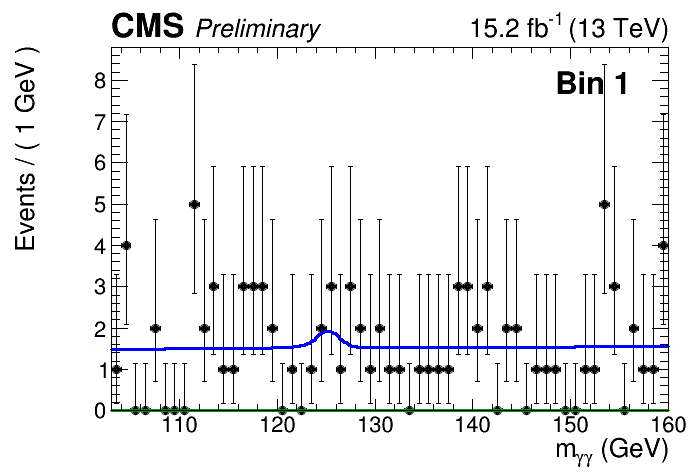 CMS Preliminary 15.2 fb⁻¹ (13 TeV)
Bin 1
Events / ( 1 GeV )
8
7
6
5
4
3
2
1
0
110 120 130 140 150 160
mγγ (GeV)